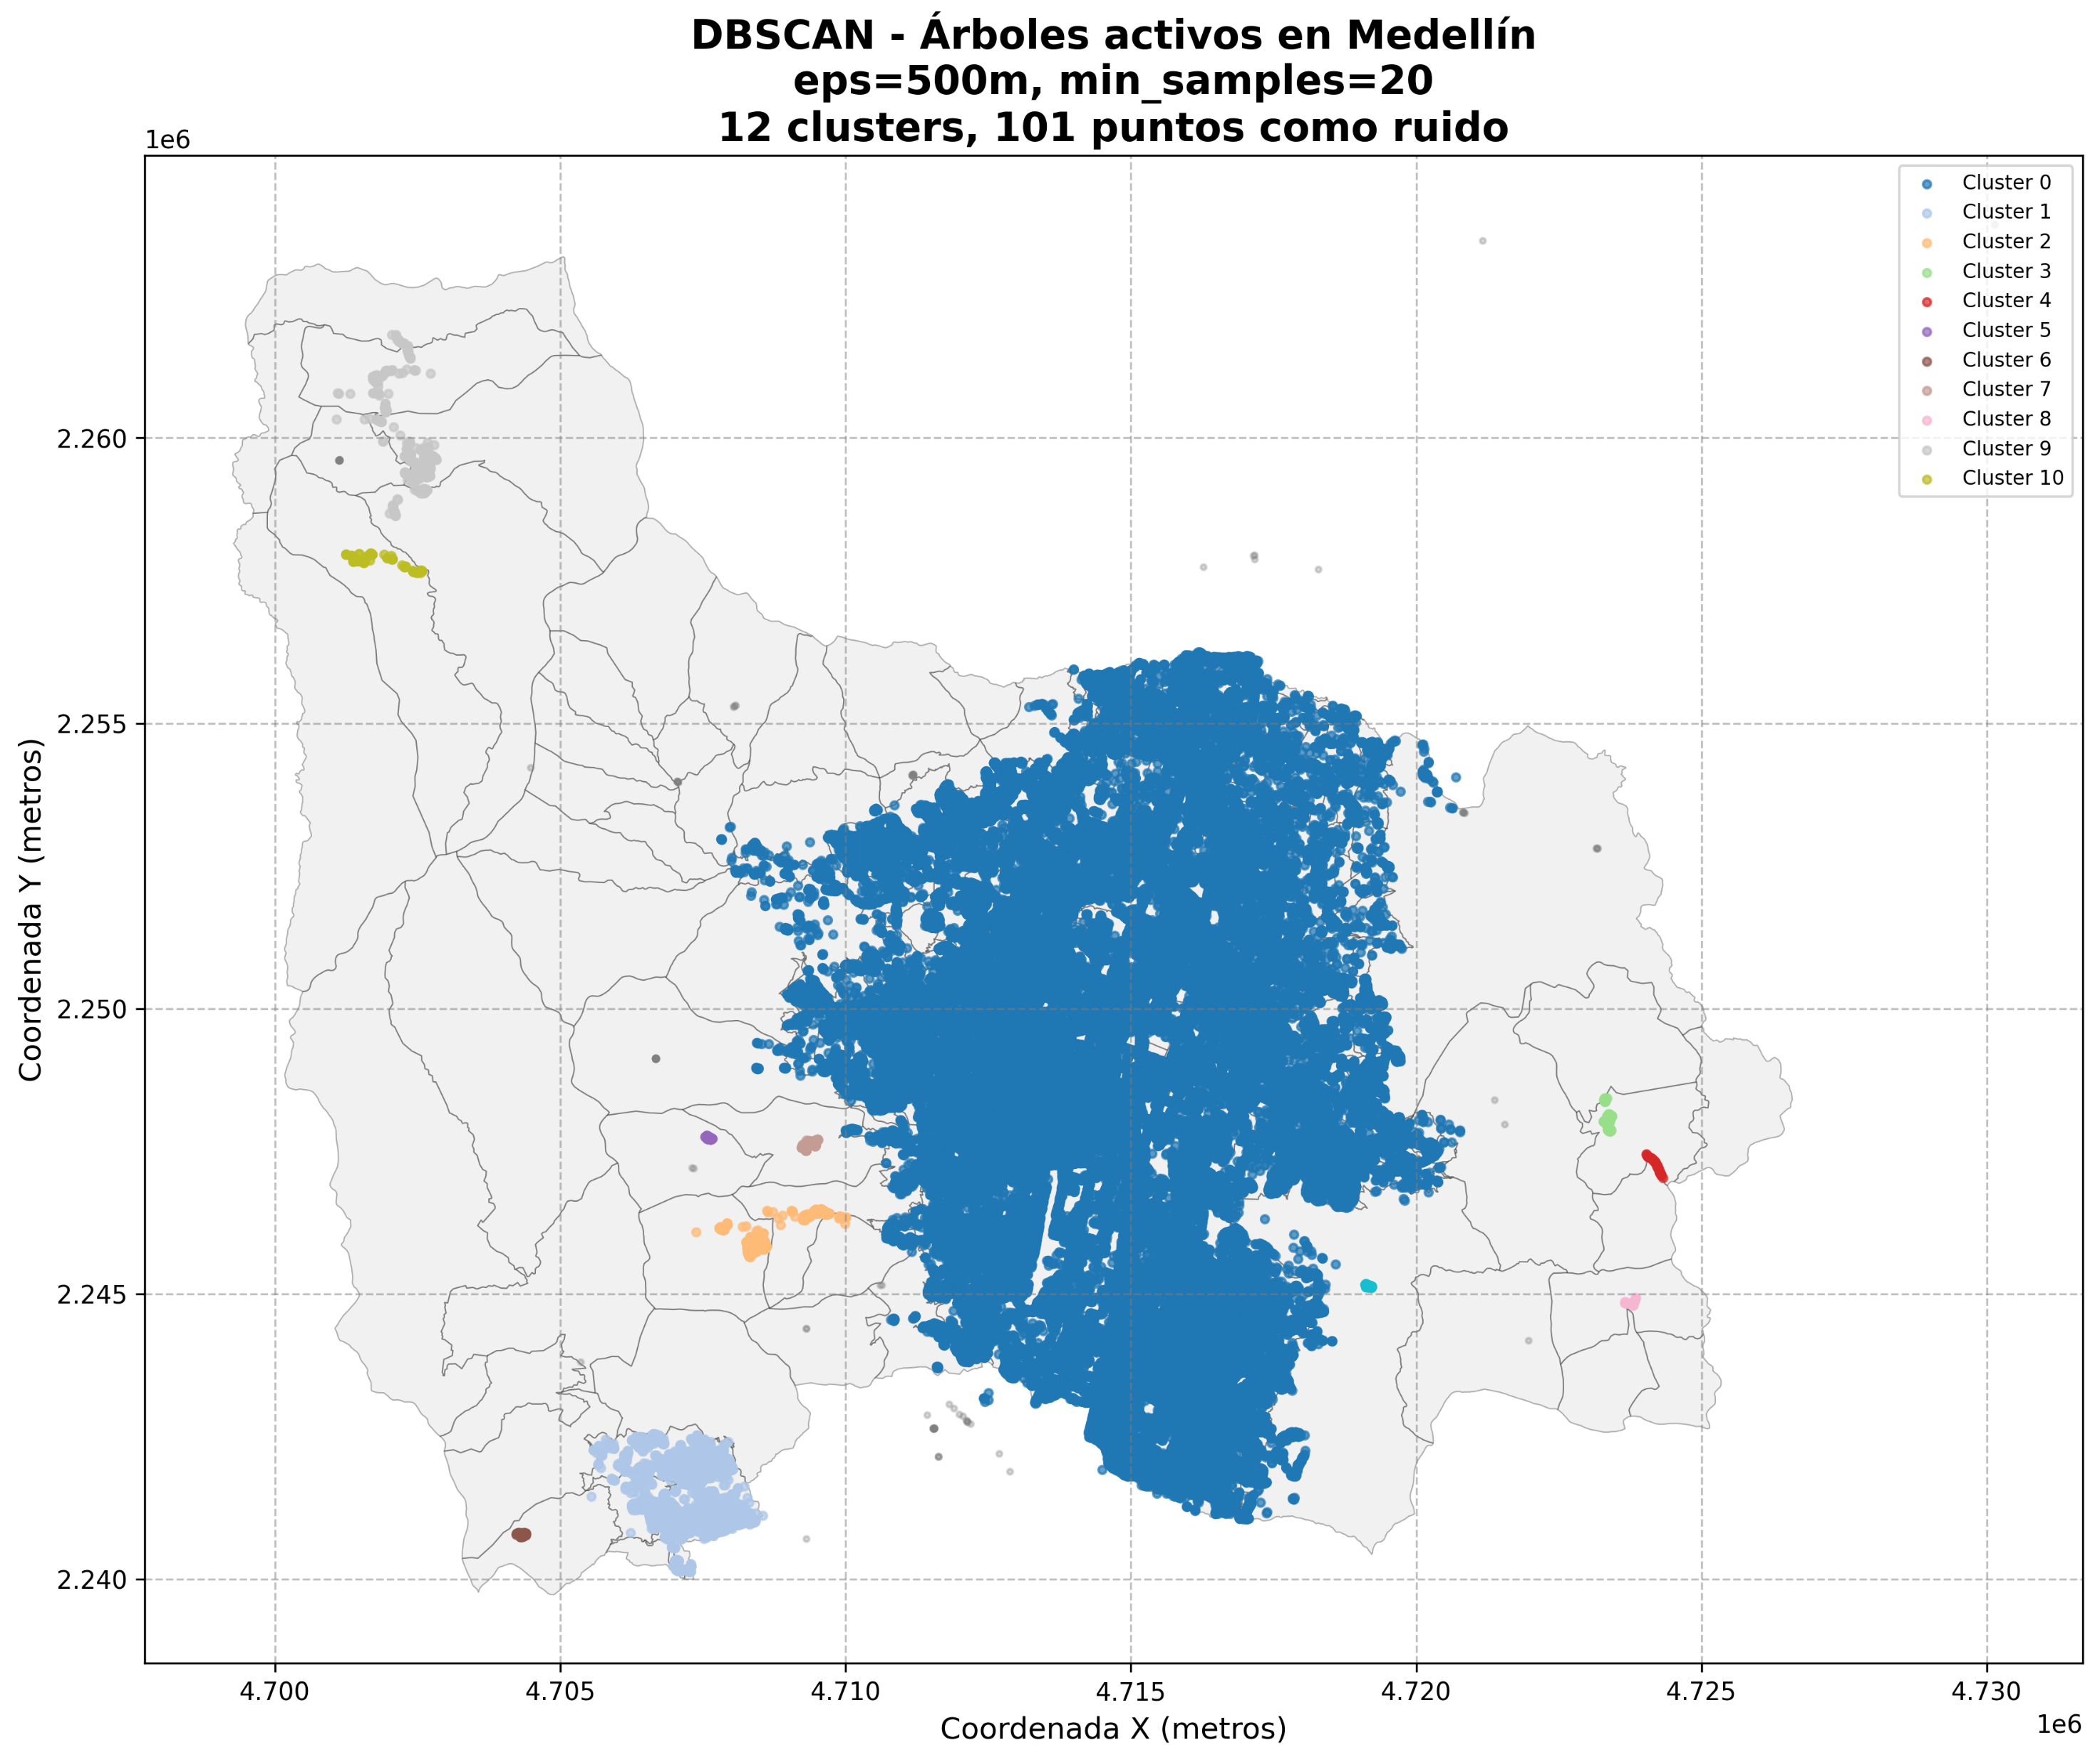 DBSCAN - Árboles activos en Medellín
eps=500m, min_samples=20
12 clusters, 101 puntos como ruido
1e6
Cluster 0
Cluster 1
Cluster 2
Cluster 3
Cluster 4
Cluster 5
Cluster 6
Cluster 7
Cluster 8
Cluster 9
Cluster 10
2.260
2.255
2.250
2.245
2.240
Coordenada Y (metros)
4.700
4.705
4.710
4.715
4.720
4.725
4.730
Coordenada X (metros)
1e6